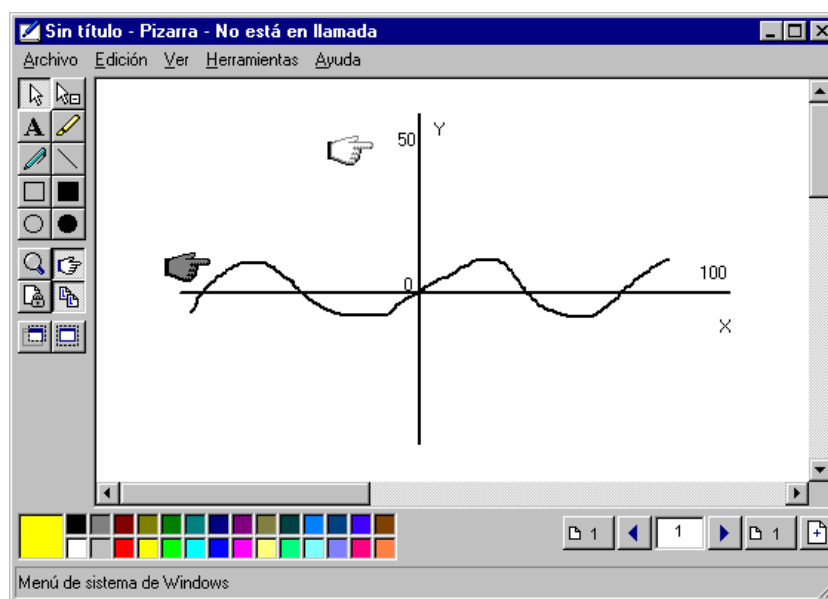 Sin título - Pizarra - No está en llamada
Archivo Edición Ver Herramientas Ayuda
A
50 Y
0
100
X
1 1 1
Menú de sistema de Windows